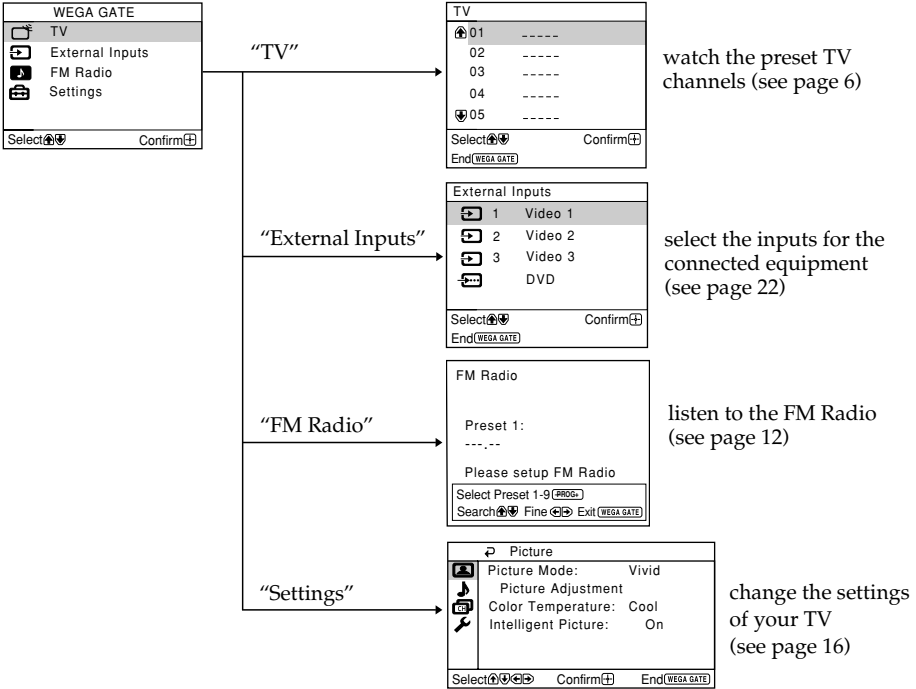 WEGA GATE
TV
External Inputs
FM Radio
Settings
Select Confirm
"TV"
TV
01 -----
02 -----
03 -----
04 -----
05 -----
Select Confirm
End WEGA GATE
watch the preset TV
channels (see page 6)
"External Inputs"
External Inputs
1 Video 1
2 Video 2
3 Video 3
DVD
Select Confirm
End WEGA GATE
select the inputs for the
connected equipment
(see page 22)
"FM Radio"
FM Radio
Preset 1:
---.--
Please setup FM Radio
Select Preset 1-9 PROG+
Search Fine Exit WEGA GATE
listen to the FM Radio
(see page 12)
"Settings"
Picture
Picture Mode: Vivid
Picture Adjustment
CH
Color Temperature: Cool
Intelligent Picture: On
Select Confirm End WEGA GATE
change the settings
of your TV
(see page 16)